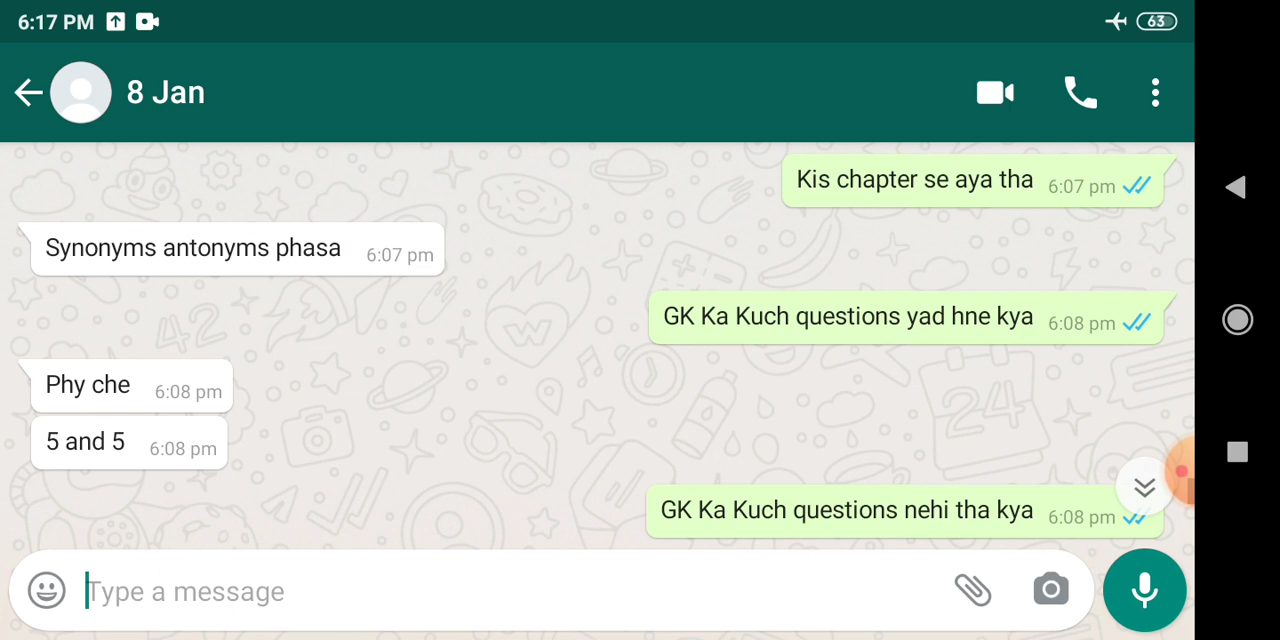 6:17 PM
63
8 Jan
Kis chapter se aya tha 6:07 pm
Synonyms antonyms phasa 6:07 pm
GK Ka Kuch questions yad hne kya 6:08 pm
Phy che 6:08 pm
5 and 5 6:08 pm
GK Ka Kuch questions nehi tha kya 6:08 pm
Type a message